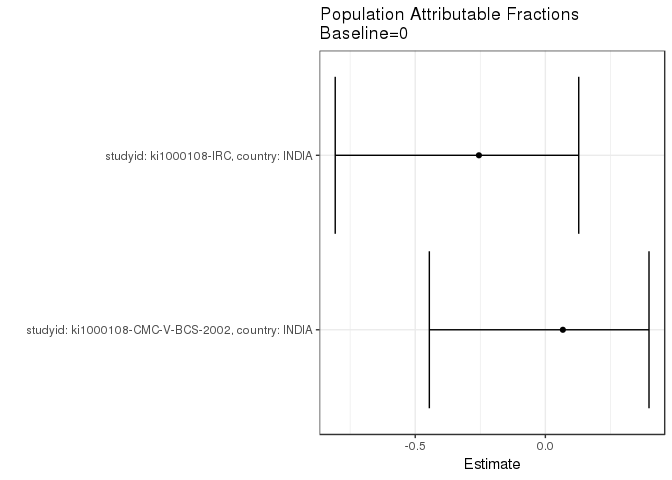 Population Attributable Fractions
Baseline=0
studyid: ki1000108-IRC, country: INDIA
studyid: ki1000108-CMC-V-BCS-2002, country: INDIA
-0.5 0.0
Estimate